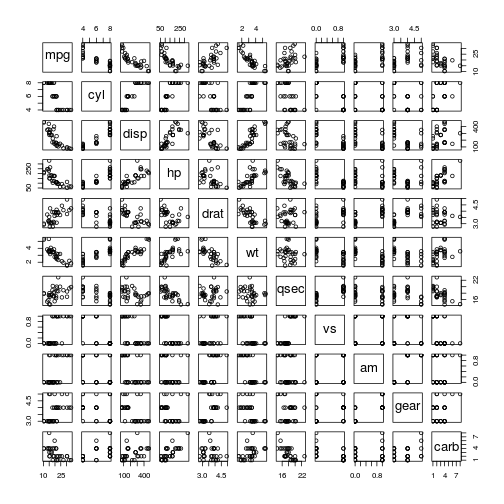 4 6 8 50 250 2 4 0.0 0.8 3.0 4.5
mpg 10 25
4 6 8 cyl
disp 100 400
50 250 hp
drat 3.0 4.5
2 4 wt
qsec 16 22
0.0 0.8 vs
am 0.0 0.8
3.0 4.5 gear
carb 1 4 7
10 25 100 400 3.0 4.5 16 22 0.0 0.8 1 4 7